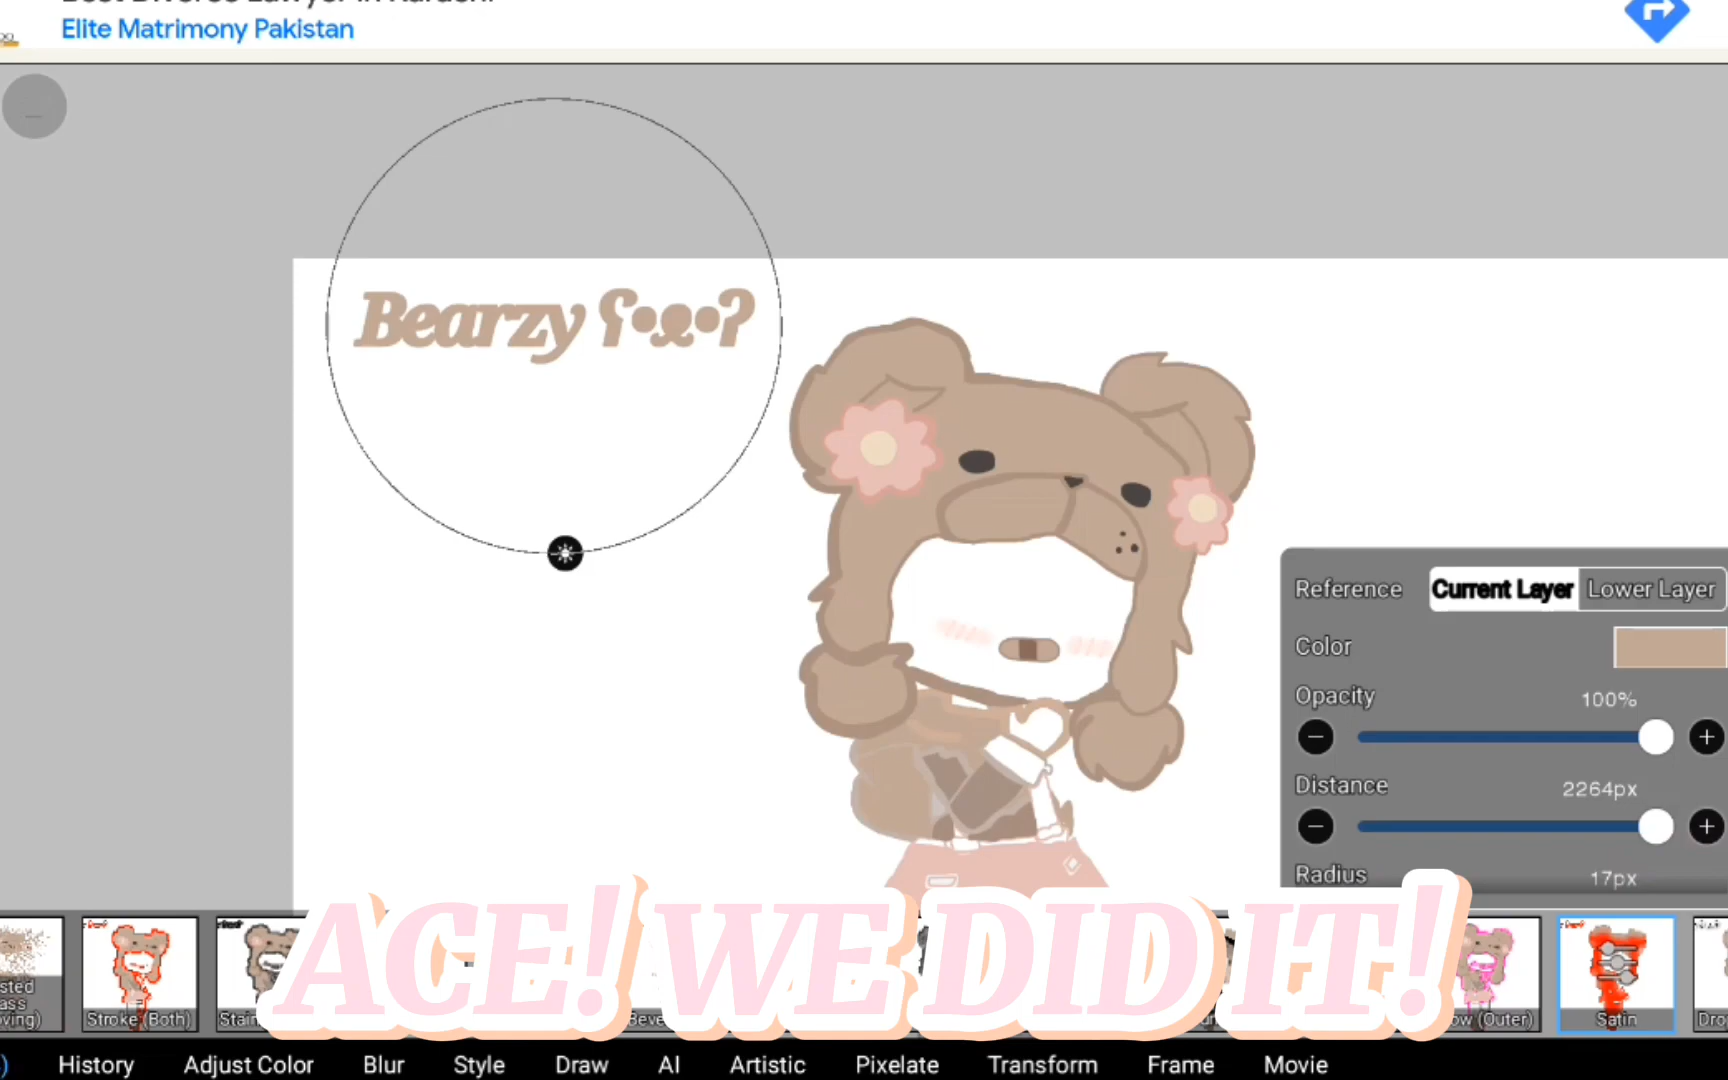 Elite Matrimony Pakistan
Bearzy ʕ•ᴥ•ʔ
Reference Current Layer Lower Layer
Color
Opacity 100%
Distance 2264px
Radius 17px
ACE! WE DID IT!
Stroke (Both)
(Outer)
Satin
History Adjust Color Blur Style Draw AI Artistic Pixelate Transform Frame Movie